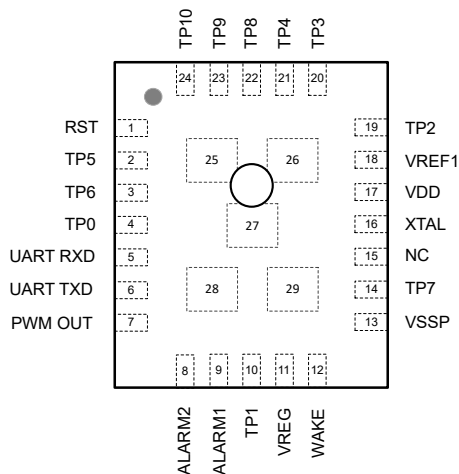 TP10 TP9 TP8 TP4 TP3
24 23 22 21 20
RST 1 19 TP2
TP5 2 25 26 18 VREF1
TP6 3 17 VDD
TP0 4 27 16 XTAL
UART RXD 5 15 NC
UART TXD 6 28 29 14 TP7
PWM OUT 7 13 VSSP
8 9 10 11 12
ALARM2 ALARM1 TP1 VREG WAKE